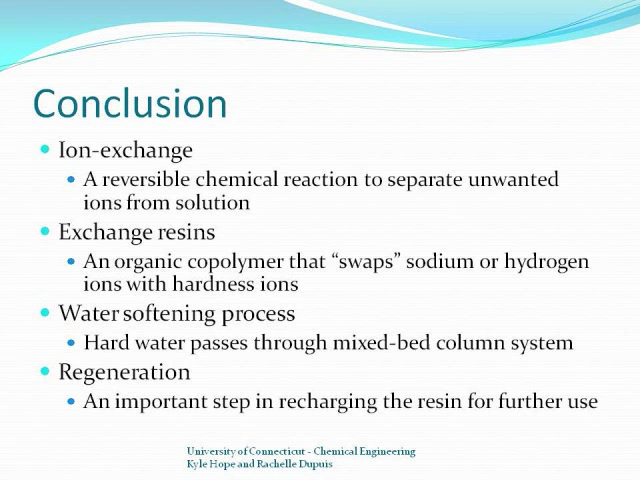 Conclusion
Ion-exchange
A reversible chemical reaction to separate unwanted
ions from solution
Exchange resins
An organic copolymer that “swaps” sodium or hydrogen
ions with hardness ions
Water softening process
Hard water passes through mixed-bed column system
Regeneration
An important step in recharging the resin for further use
University of Connecticut - Chemical Engineering
Kyle Hope and Rachelle Dupuis